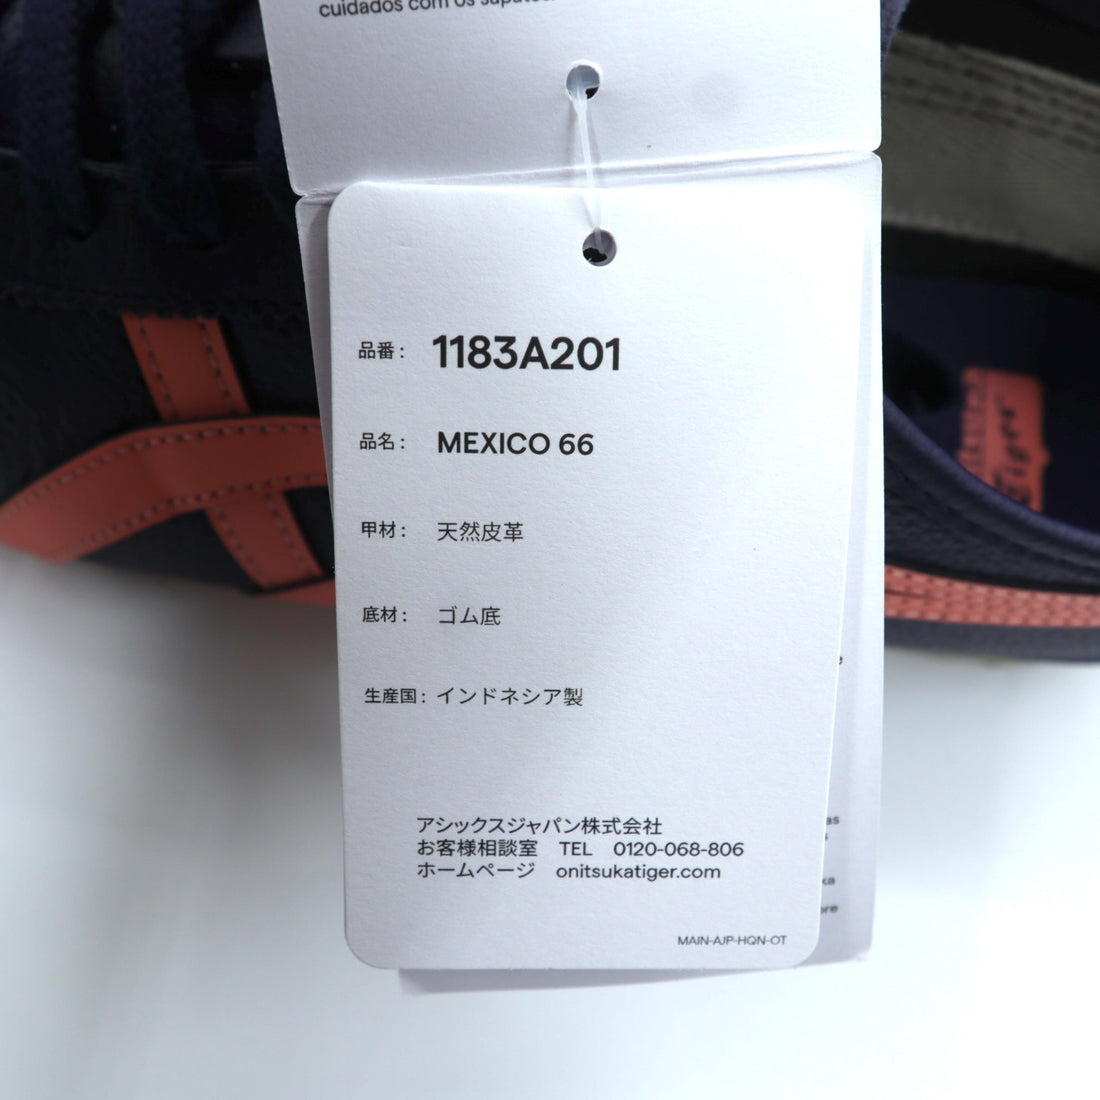 cuidados com os
品番： 1183A201
品名： MEXICO 66
甲材： 天然皮革
底材： ゴム底
生産国： インドネシア製
アシックスジャパン株式会社
お客様相談室 TEL 0120-068-806
ホームページ onitsukatiger.com
MAIN-AJP-HQN-OT
Tiger